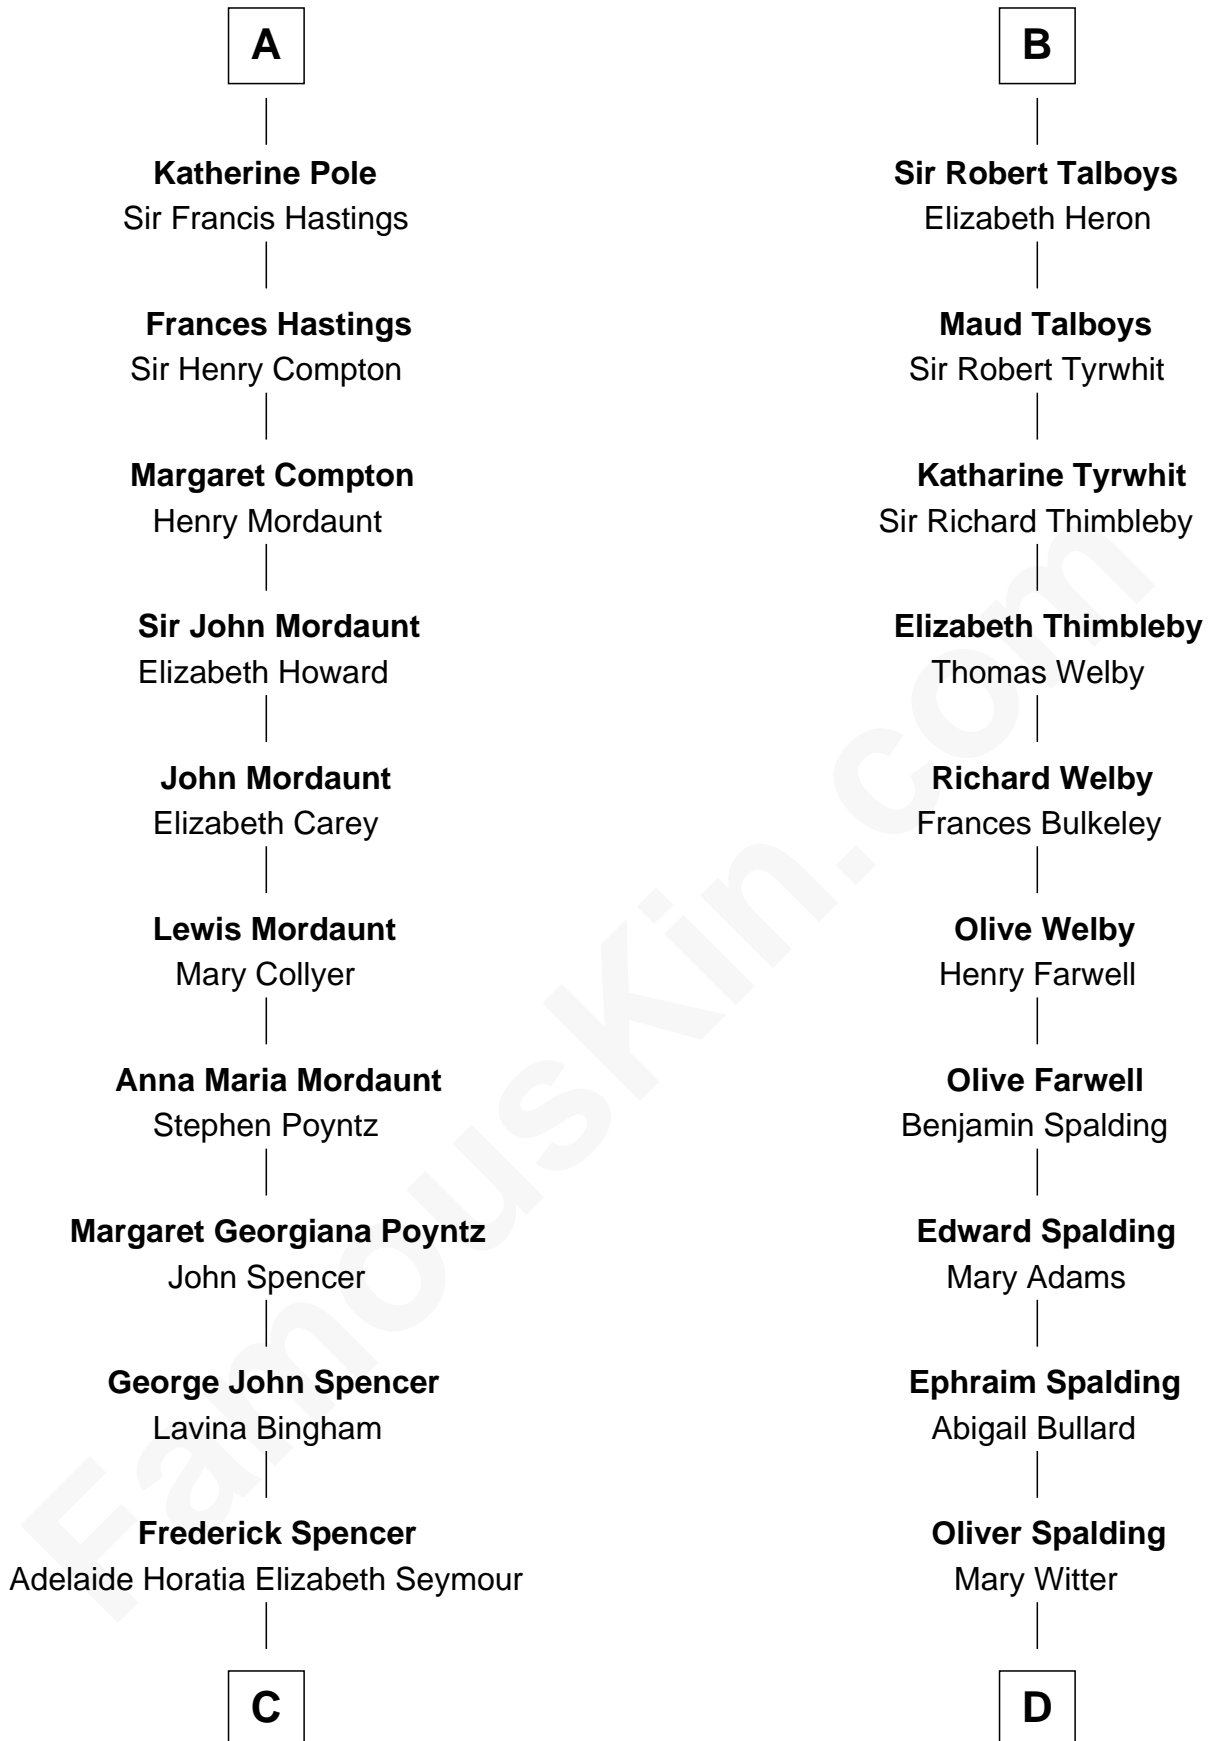 A
Katherine Pole
Sir Francis Hastings
Frances Hastings
Sir Henry Compton
Margaret Compton
Henry Mordaunt
Sir John Mordaunt
Elizabeth Howard
John Mordaunt
Elizabeth Carey
Lewis Mordaunt
Mary Collyer
Anna Maria Mordaunt
Stephen Poyntz
Margaret Georgiana Poyntz
John Spencer
George John Spencer
Lavina Bingham
Frederick Spencer
Adelaide Horatia Elizabeth Seymour
C
B
Sir Robert Talboys
Elizabeth Heron
Maud Talboys
Sir Robert Tyrwhit
Katharine Tyrwhit
Sir Richard Thimbleby
Elizabeth Thimbleby
Thomas Welby
Richard Welby
Frances Bulkeley
Olive Welby
Henry Farwell
Olive Farwell
Benjamin Spalding
Edward Spalding
Mary Adams
Ephraim Spalding
Abigail Bullard
Oliver Spalding
Mary Witter
D
FamousKin.com